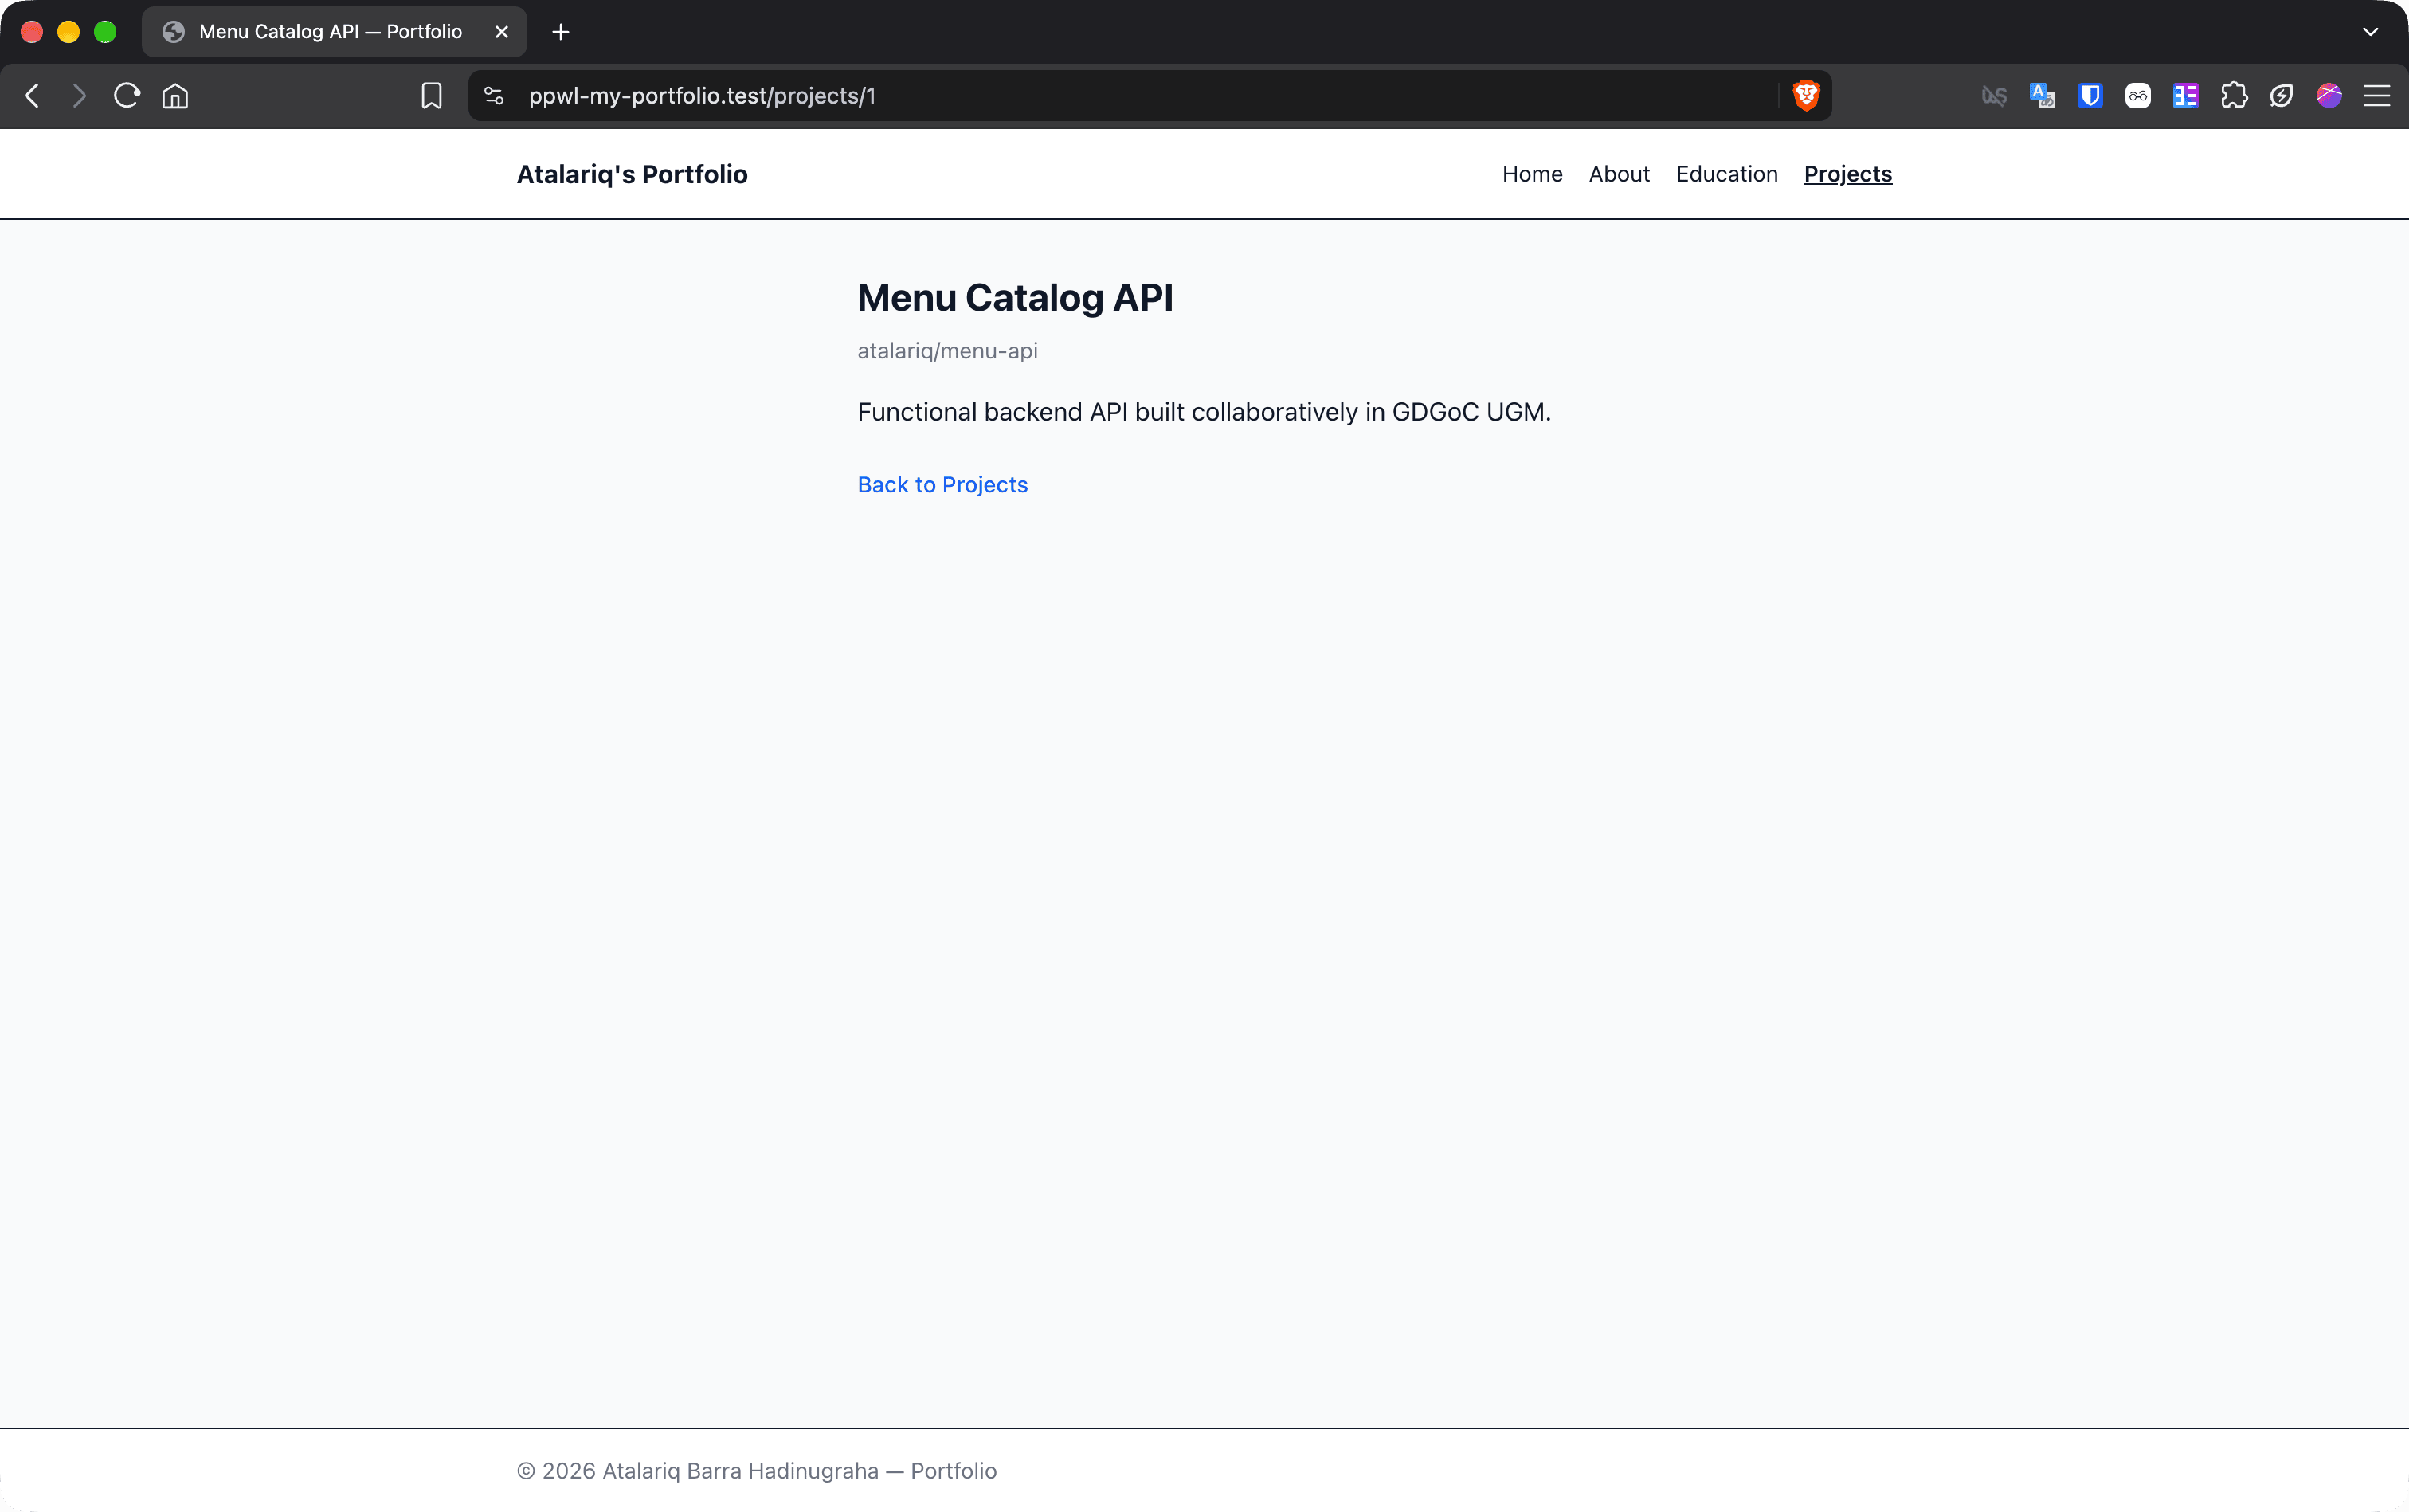 Menu Catalog API — Portfolio
ppwl-my-portfolio.test/projects/1
Atalariq's Portfolio
Home About Education Projects
Menu Catalog API
atalariq/menu-api
Functional backend API built collaboratively in GDGoC UGM.
Back to Projects
© 2026 Atalariq Barra Hadinugraha — Portfolio